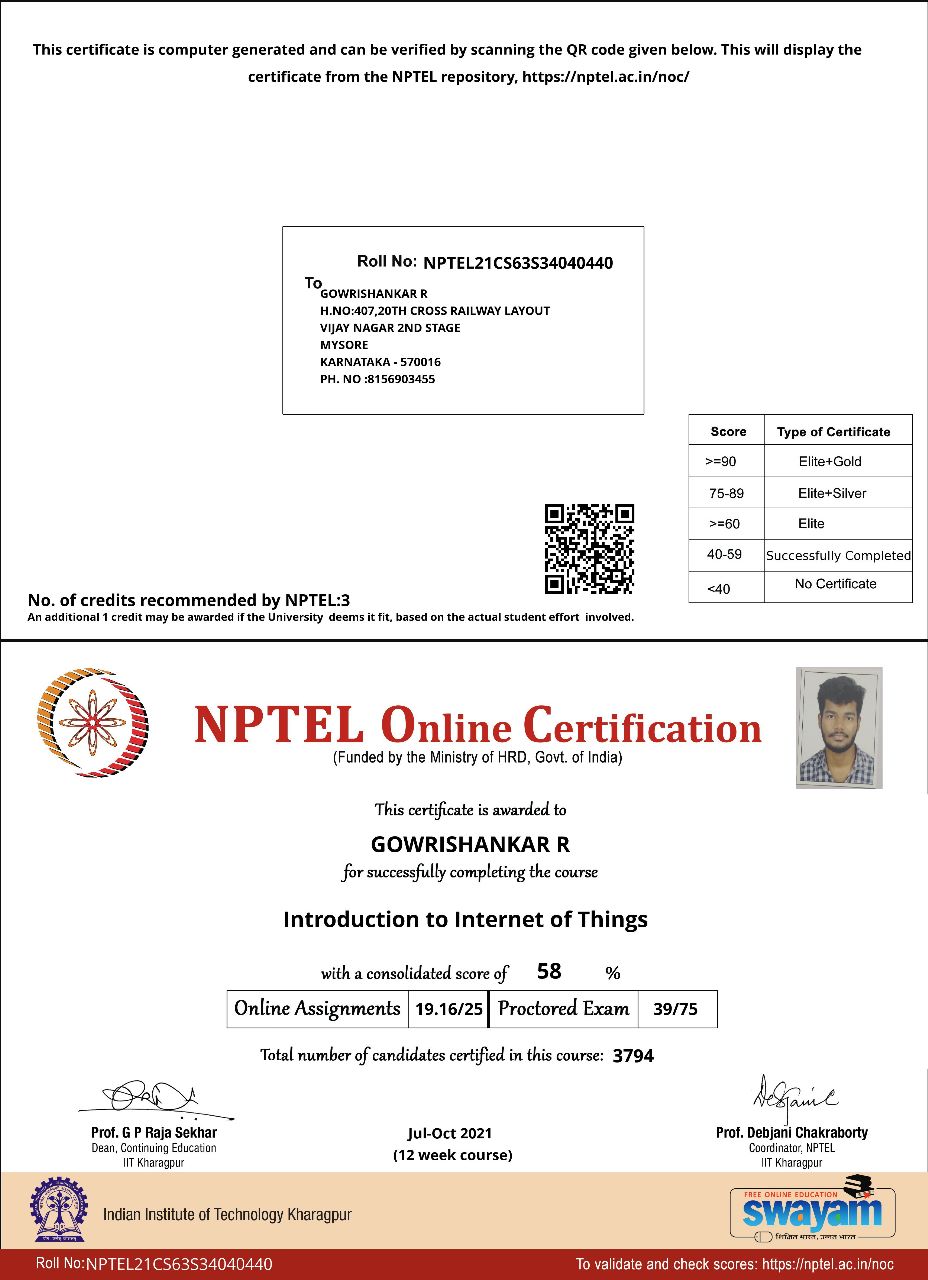 This certificate is computer generated and can be verified by scanning the QR code given below. This will display the
certificate from the NPTEL repository, https://nptel.ac.in/noc/
Roll No: NPTEL21CS63S34040440
To
GOWRISHANKAR R
H.NO:407,20TH CROSS RAILWAY LAYOUT
VIJAY NAGAR 2ND STAGE
MYSORE
KARNATAKA - 570016
PH. NO :8156903455
Score Type of Certificate
>=90 Elite+Gold
75-89 Elite+Silver
>=60 Elite
40-59 Successfully Completed
<40 No Certificate
No. of credits recommended by NPTEL:3
An additional 1 credit may be awarded if the University deems it fit, based on the actual student effort involved.
NPTEL Online Certification
(Funded by the Ministry of HRD, Govt. of India)
This certificate is awarded to
GOWRISHANKAR R
for successfully completing the course
Introduction to Internet of Things
with a consolidated score of 58 %
Online Assignments 19.16/25 Proctored Exam 39/75
Total number of candidates certified in this course: 3794
Prof. G P Raja Sekhar
Dean, Continuing Education
IIT Kharagpur
Jul-Oct 2021
(12 week course)
Prof. Debjani Chakraborty
Coordinator, NPTEL
IIT Kharagpur
Indian Institute of Technology Kharagpur
FREE ONLINE EDUCATION
swayam
शिक्षित भारत, उन्नत भारत
Roll No:NPTEL21CS63S34040440
To validate and check scores: https://nptel.ac.in/noc